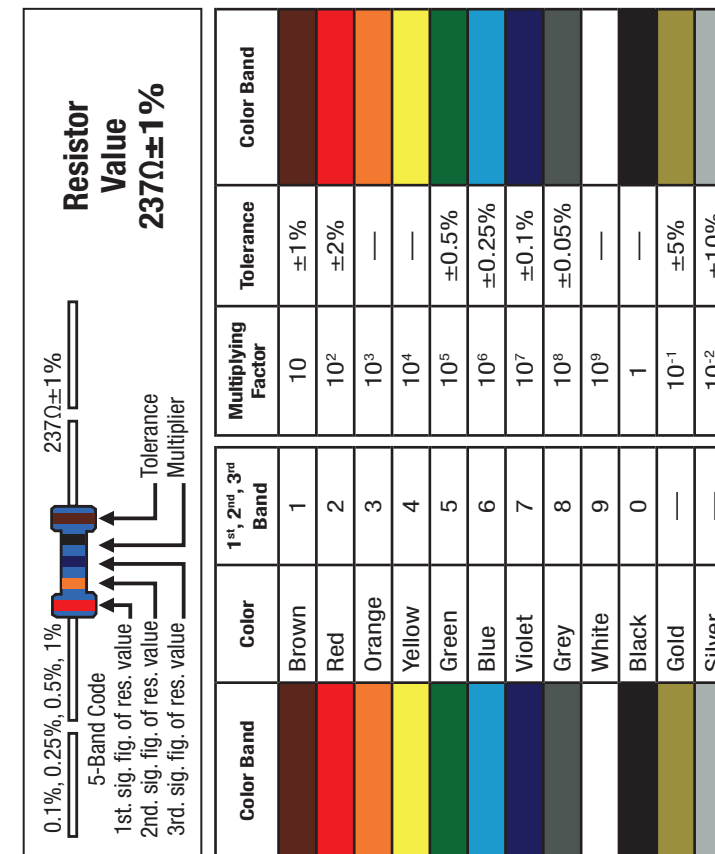 0.1%, 0.25%, 0.5%, 1%
237Ω±1%
5-Band Code
1st. sig. fig. of res. value
2nd. sig. fig. of res. value
3rd. sig. fig. of res. value
Tolerance
Multiplier
Resistor
Value
237Ω±1%
Color Band Color 1st, 2nd, 3rd Band Multiplying Factor Tolerance Color Band
Brown 1 10 ±1%
Red 2 10² ±2%
Orange 3 10³ —
Yellow 4 10⁴ —
Green 5 10⁵ ±0.5%
Blue 6 10⁶ ±0.25%
Violet 7 10⁷ ±0.1%
Grey 8 10⁸ ±0.05%
White 9 10⁹ —
Black 0 1 —
Gold — 10⁻¹ ±5%
Silver — 10⁻² ±10%